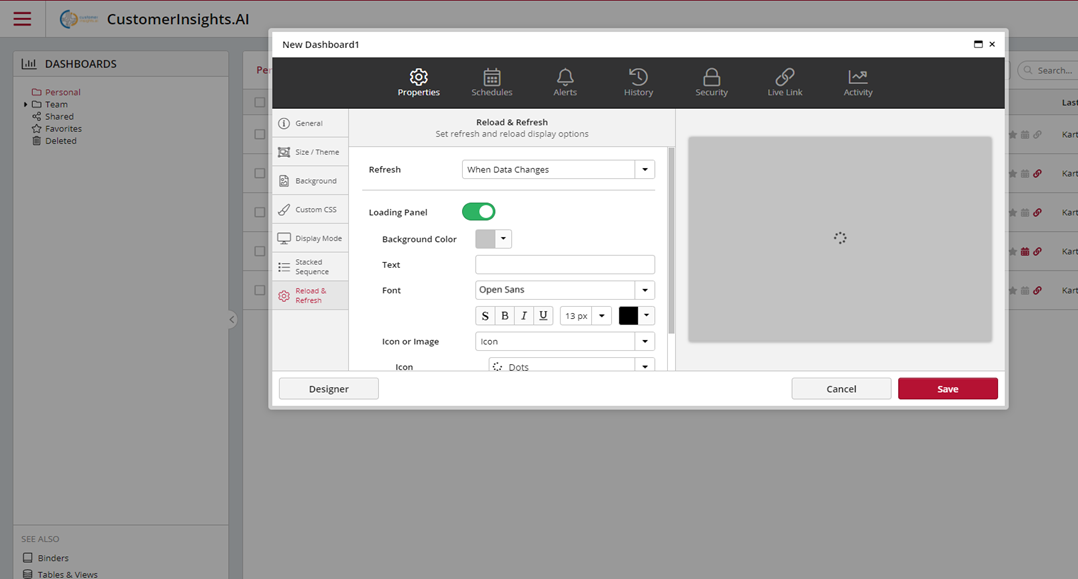 CustomerInsights.AI
DASHBOARDS
Personal
Team
Shared
Favorites
Deleted
SEE ALSO
Binders
Tables & Views
Search...
New Dashboard1
Properties
Schedules
Alerts
History
Security
Live Link
Activity
General
Size / Theme
Background
Custom CSS
Display Mode
Stacked
Sequence
Reload &
Refresh
Reload & Refresh
Set refresh and reload display options
Refresh
When Data Changes
Loading Panel
Background Color
Text
Font
Open Sans
S B I U 13 px
Icon or Image
Icon
Icon
Dots
Designer
Cancel
Save
Per
Las
Kart
Kart
Kart
Kart
Kart